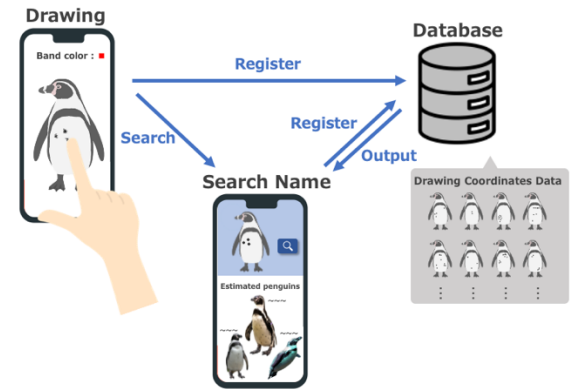 Drawing
Band color :
Database
Register
Search
Register
Output
Search Name
Drawing Coordinates Data
Estimated penguins